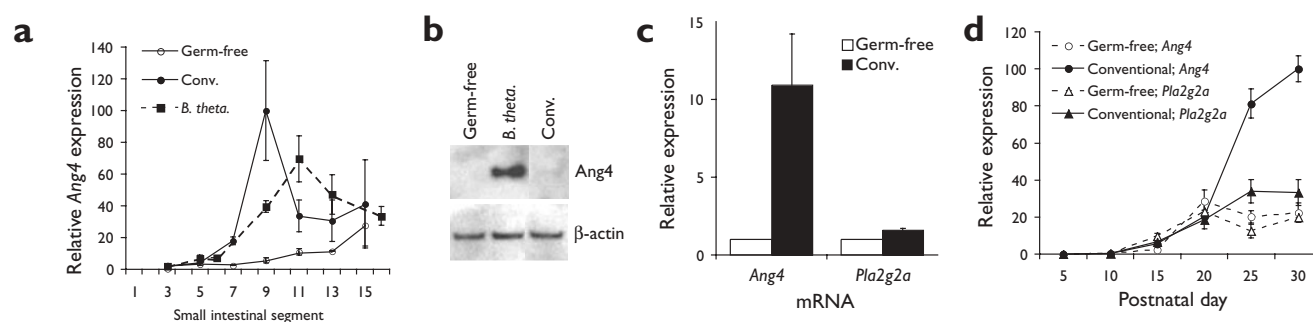 a
Relative Ang4 expression
140
120
100
80
60
40
20
0
Germ-free
Conv.
B. theta.
1 3 5 7 9 11 13 15
Small intestinal segment
b
Germ-free
B. theta.
Conv.
Ang4
β-actin
c
Relative expression
15
10
5
0
Germ-free
Conv.
Ang4 Pla2g2a
mRNA
d
Relative expression
120
100
80
60
40
20
0
Germ-free; Ang4
Conventional; Ang4
Germ-free; Pla2g2a
Conventional; Pla2g2a
5 10 15 20 25 30
Postnatal day